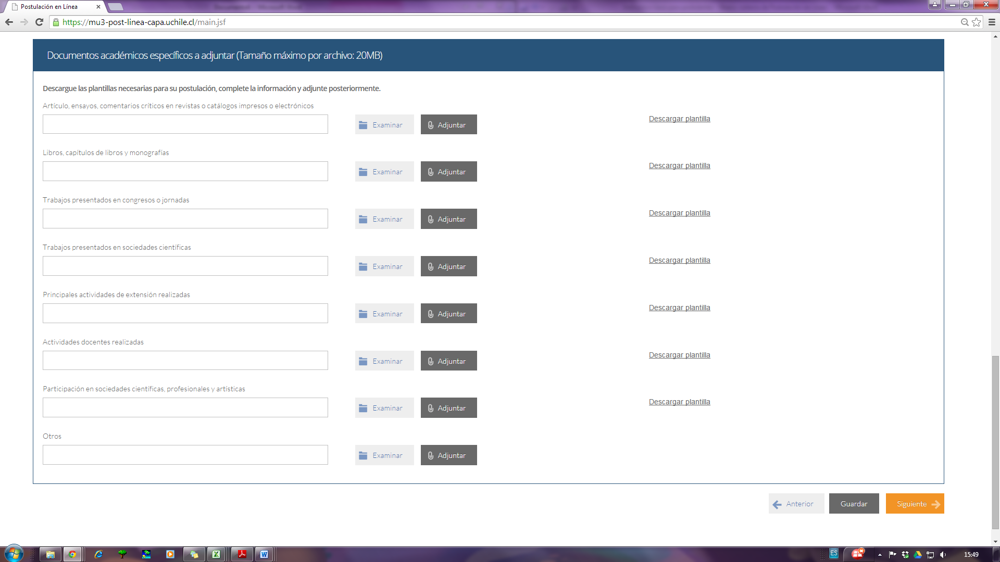 Postulación en Línea
https://mu3-post-linea-capa.uchile.cl/main.jsf
Documentos académicos específicos a adjuntar (Tamaño máximo por archivo: 20MB)
Descargue las plantillas necesarias para su postulación, complete la información y adjunte posteriormente.
Artículo, ensayos, comentarios críticos en revistas o catálogos impresos o electrónicos
Examinar Adjuntar Descargar plantilla
Libros, capítulos de libros y monografías
Examinar Adjuntar Descargar plantilla
Trabajos presentados en congresos o jornadas
Examinar Adjuntar Descargar plantilla
Trabajos presentados en sociedades científicas
Examinar Adjuntar Descargar plantilla
Principales actividades de extensión realizadas
Examinar Adjuntar Descargar plantilla
Actividades docentes realizadas
Examinar Adjuntar Descargar plantilla
Participación en sociedades científicas, profesionales y artísticas
Examinar Adjuntar Descargar plantilla
Otros
Examinar Adjuntar
Anterior Guardar Siguiente
ES 15:49